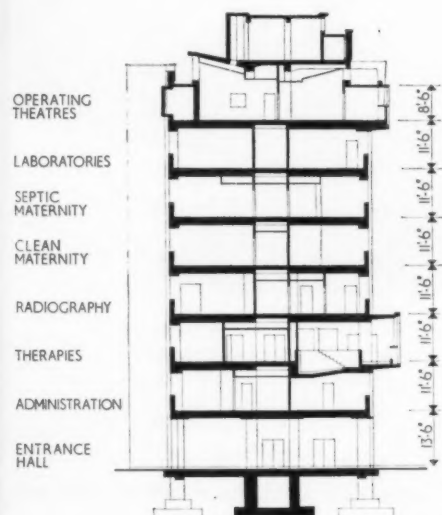 OPERATING
THEATRES
LABORATORIES
SEPTIC
MATERNITY
CLEAN
MATERNITY
RADIOGRAPHY
THERAPIES
ADMINISTRATION
ENTRANCE
HALL
8'-6"
11'-6"
11'-6"
11'-6"
11'-6"
11'-6"
11'-6"
13'-6"